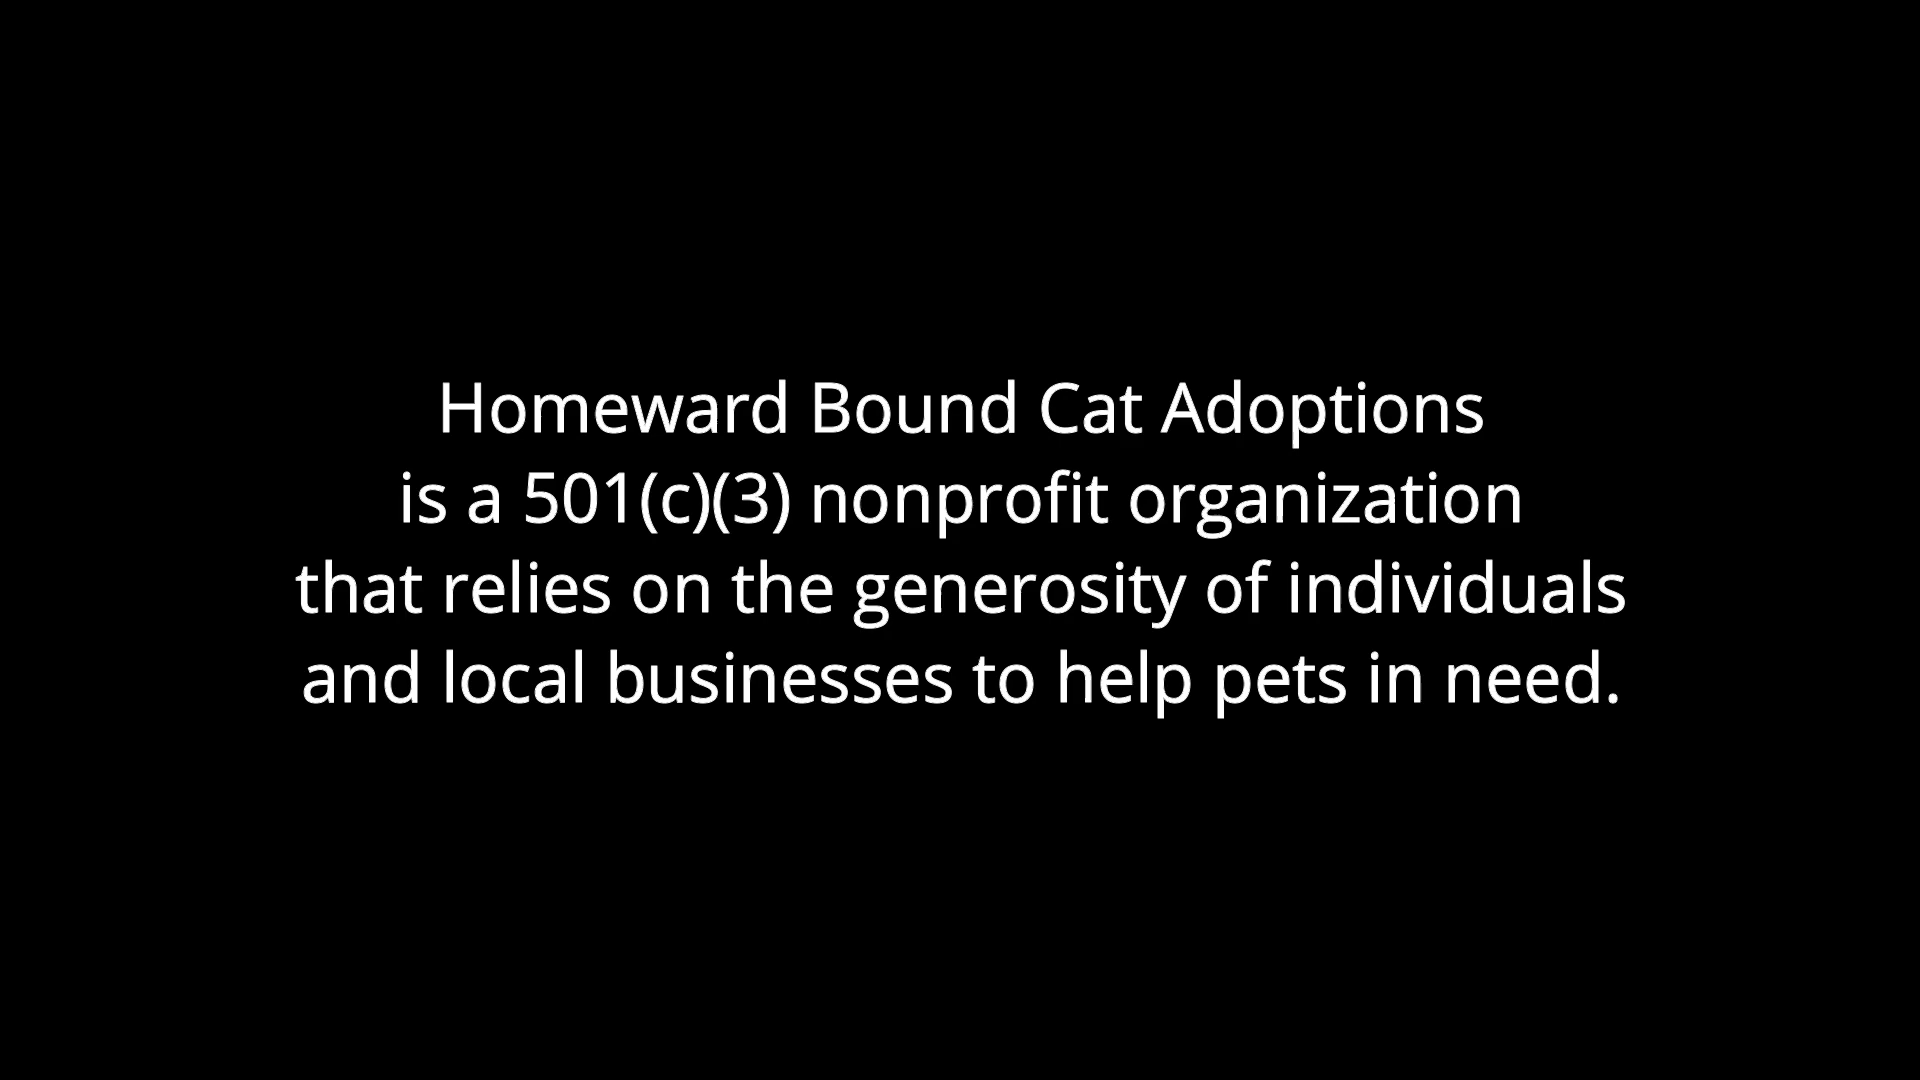 Homeward Bound Cat Adoptions
is a 501(c)(3) nonprofit organization
that relies on the generosity of individuals
and local businesses to help pets in need.